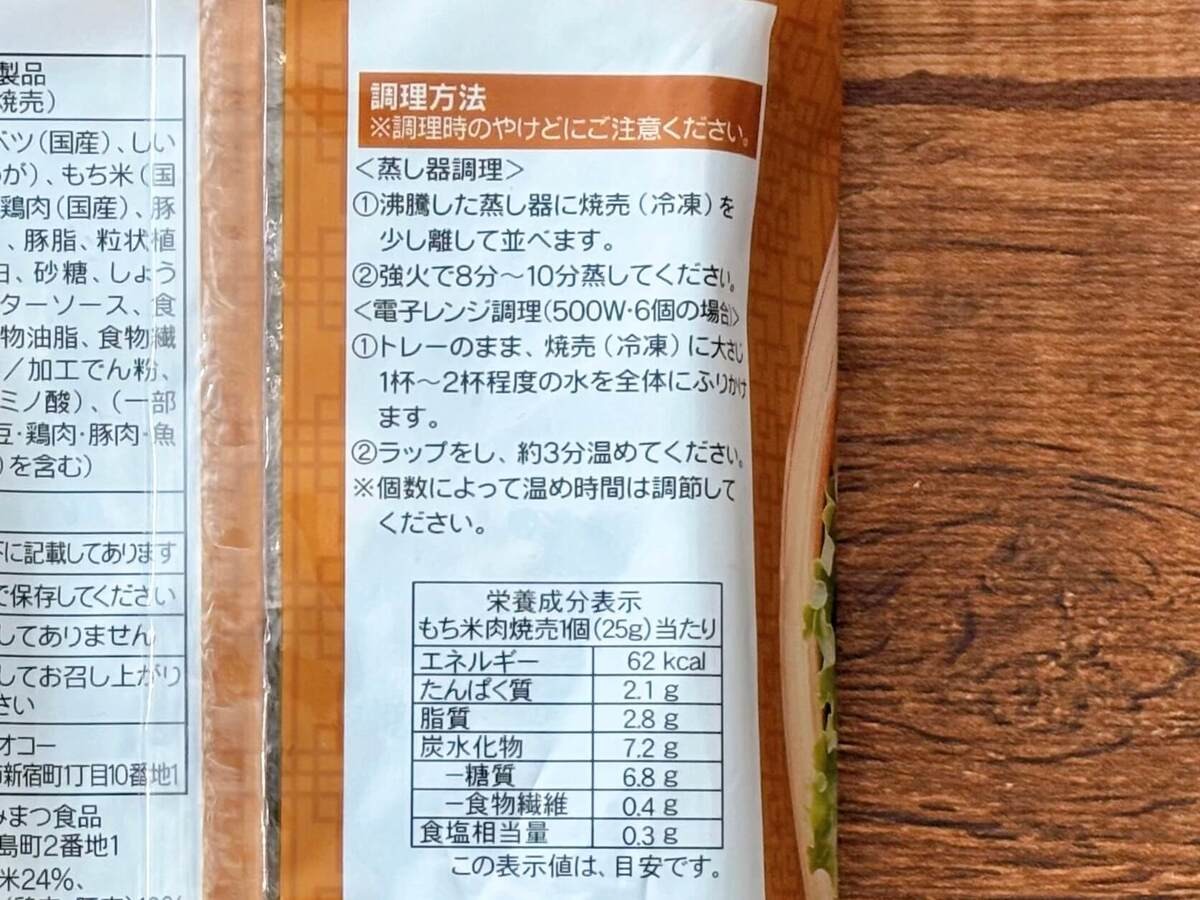 製品
焼売）
ベツ（国産）、しい
が）、もち米（国
鶏肉（国産）、豚
、豚脂、粒状植
白、砂糖、しょう
ターソース、食
物油脂、食物繊
／加工でん粉、
ミノ酸）、（一部
豆・鶏肉・豚肉・魚
）を含む）
下に記載してあります
で保存してください
してありません
してお召し上がり
さい
オコー
新宿町1丁目10番地1
みまつ食品
島町2番地1
米24%、
調理方法
※調理時のやけどにご注意ください。
＜蒸し器調理＞
①沸騰した蒸し器に焼売（冷凍）を
少し離して並べます。
②強火で8分～10分蒸してください。
＜電子レンジ調理（500W・6個の場合）＞
①トレーのまま、焼売（冷凍）に大さじ
1杯～2杯程度の水を全体にふりかけ
ます。
②ラップをし、約3分温めてください。
※個数によって温め時間は調節して
ください。
栄養成分表示
もち米肉焼売1個（25g）当たり
エネルギー 62 kcal
たんぱく質 2.1 g
脂質 2.8 g
炭水化物 7.2 g
－糖質 6.8 g
－食物繊維 0.4 g
食塩相当量 0.3 g
この表示値は、目安です。